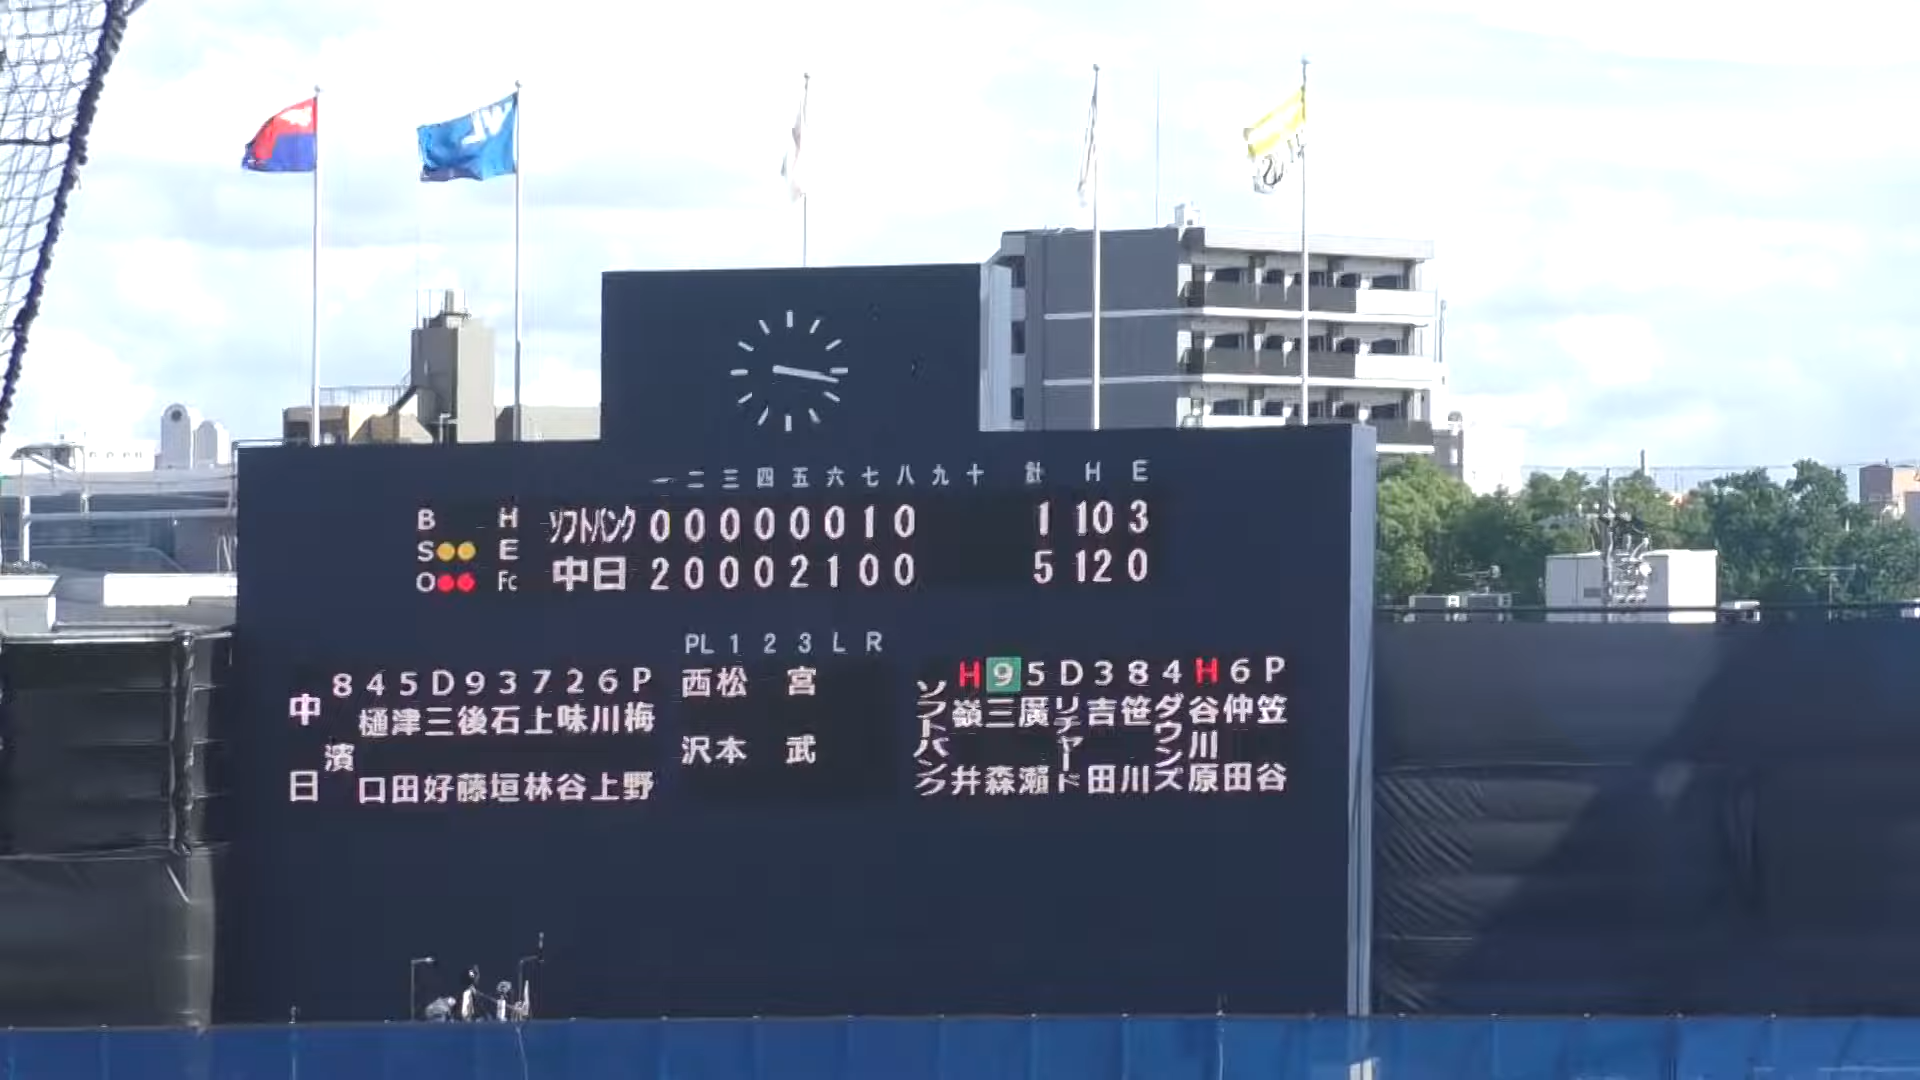 一 二 三 四 五 六 七 八 九 十 計 H E
B H ソフトバンク 0 0 0 0 0 0 1 0 1 10 3
S E
O Fc 中日 2 0 0 0 2 1 0 0 5 12 0
PL 1 2 3 L R
8 4 5 D 9 3 7 2 6 P
中日
濱
樋口
津田
三好
後藤
石垣
上林
味谷
川上
梅野
西沢
松本
宮武
H 9 5 D 3 8 4 H 6 P
ソフトバンク
嶺井
三森
廣瀨
リチャード
吉田
笹川
ダウンズ
谷川原
仲田
笠谷